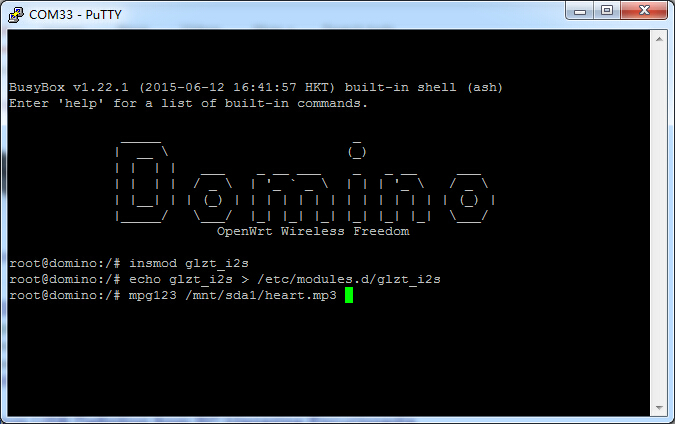 COM33 - PuTTY
BusyBox v1.22.1 (2015-06-12 16:41:57 HKT) built-in shell (ash)
Enter 'help' for a list of built-in commands.
Domino
OpenWrt Wireless Freedom
root@domino:/# insmod glzt_i2s
root@domino:/# echo glzt_i2s > /etc/modules.d/glzt_i2s
root@domino:/# mpg123 /mnt/sda1/heart.mp3